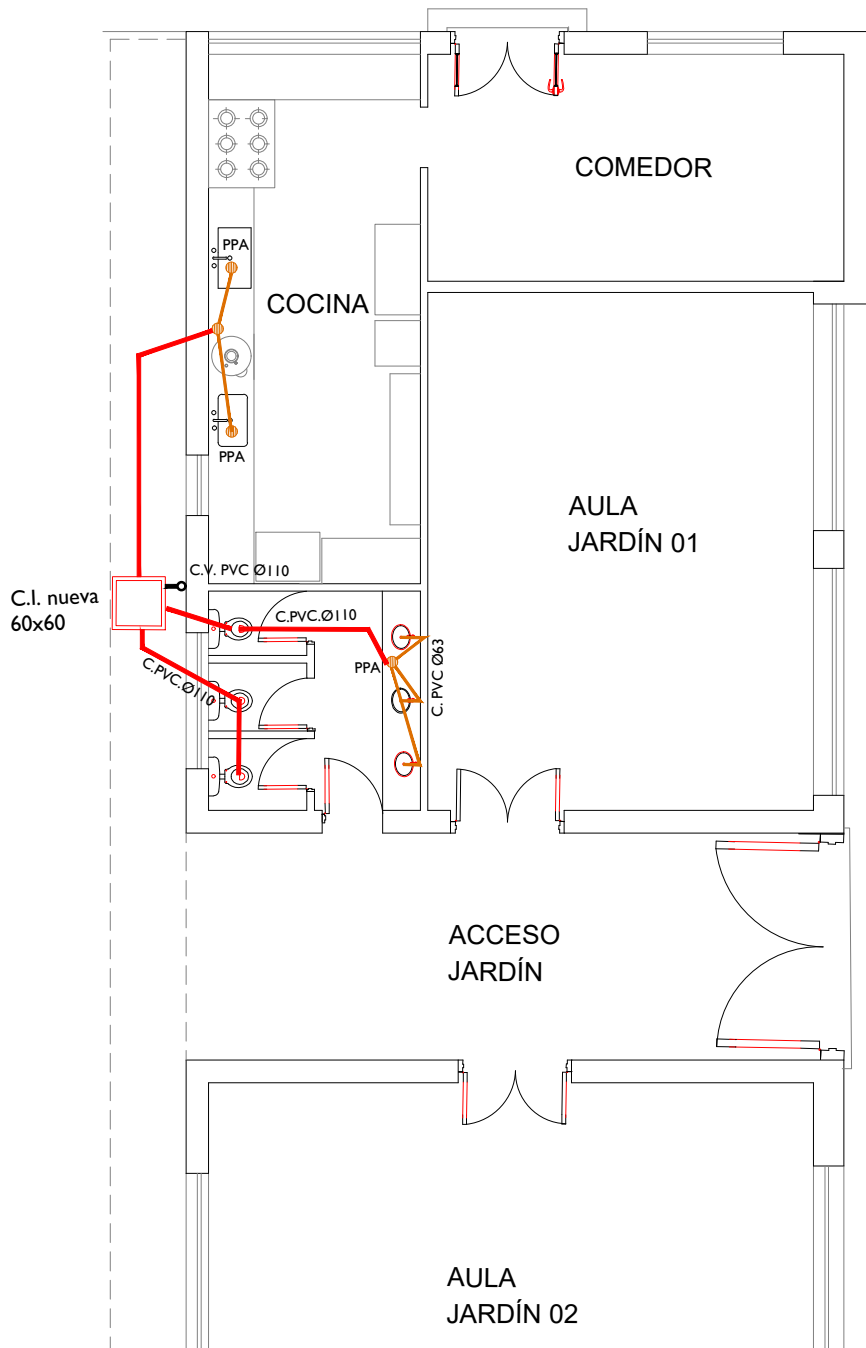 COMEDOR
PPA
COCINA
PPA
AULA
JARDÍN 01
C.V. PVC Ø110
C.I. nueva
60x60
C.PVC.Ø110
PPA
C. PVC Ø63
C.PVC.Ø110
ACCESO
JARDÍN
AULA
JARDÍN 02